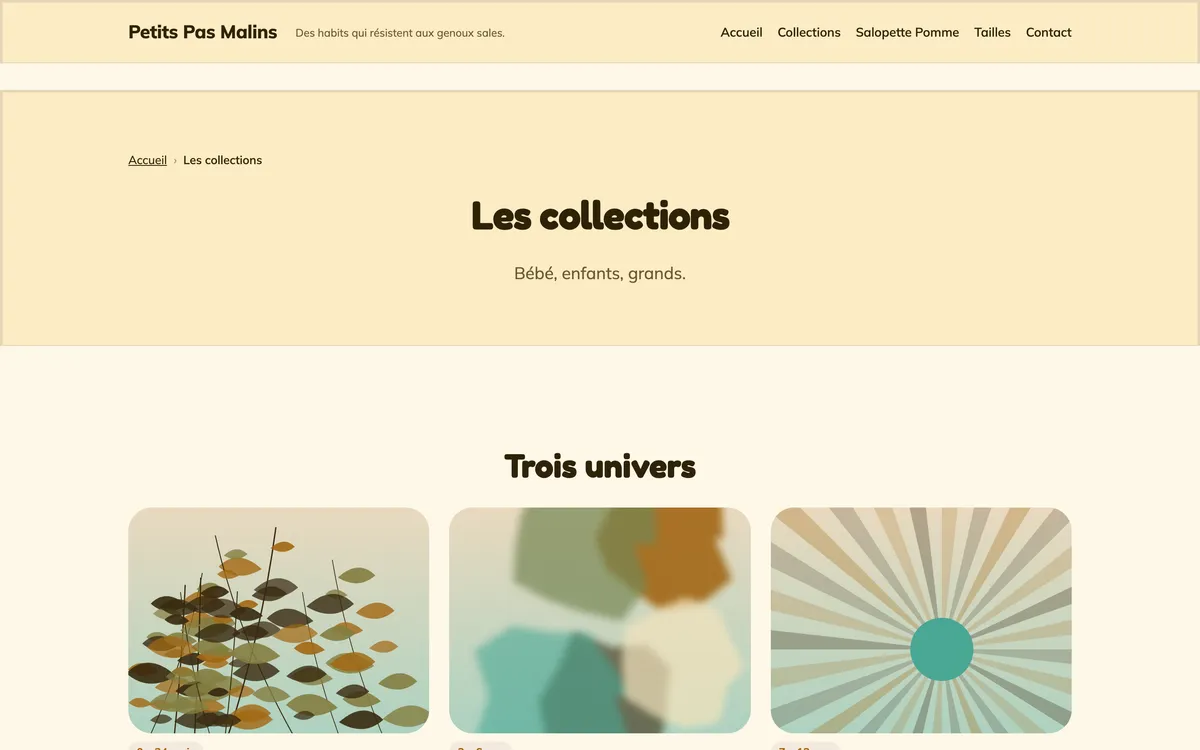 Petits Pas Malins
Des habits qui résistent aux genoux sales.
Accueil
Collections
Salopette Pomme
Tailles
Contact
Accueil › Les collections
Les collections
Bébé, enfants, grands.
Trois univers